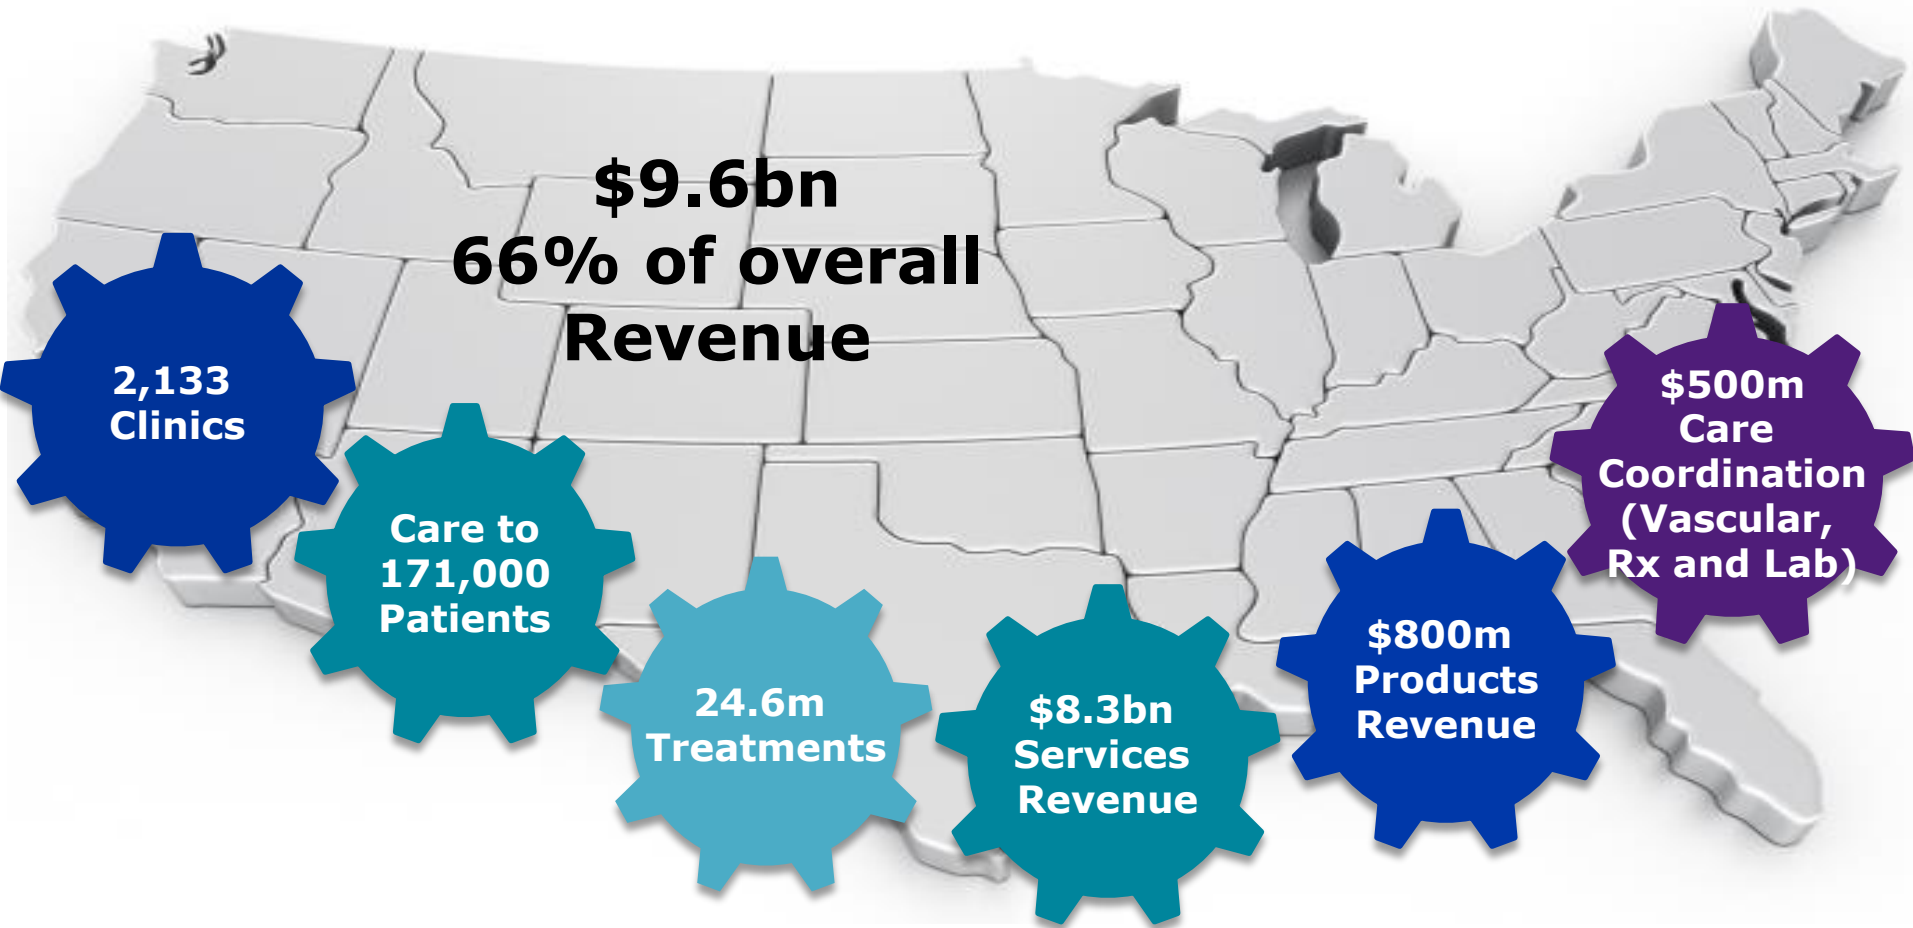 $9.6bn
66% of overall
Revenue
2,133
Clinics
Care to
171,000
Patients
24.6m
Treatments
$8.3bn
Services
Revenue
$800m
Products
Revenue
$500m
Care
Coordination
(Vascular,
Rx and Lab)